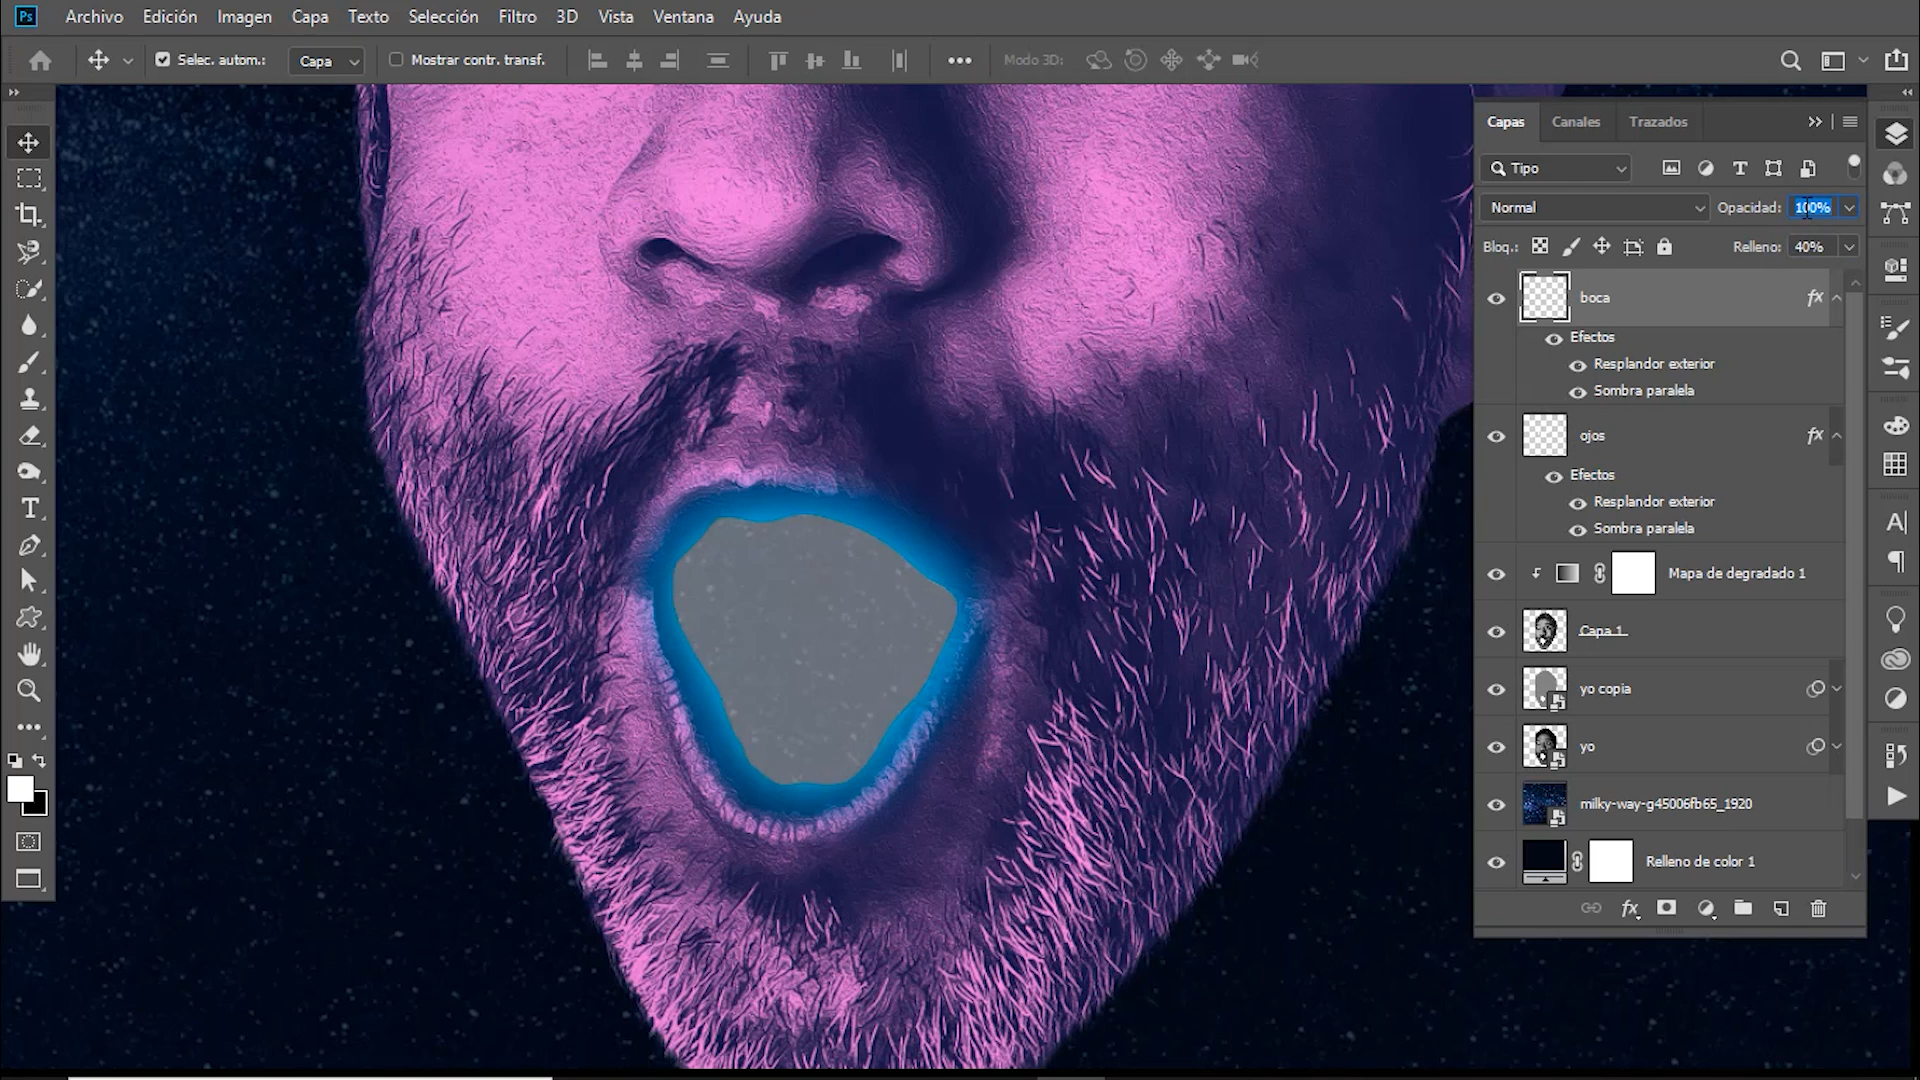 Ps Archivo Edición Imagen Capa Texto Selección Filtro 3D Vista Ventana Ayuda
Selec. autom.: Capa Mostrar contr. transf. Modo 3D:
Capas Canales Trazados
Tipo
Normal Opacidad: 100%
Bloq.: Relleno: 40%
boca fx
Efectos
Resplandor exterior
Sombra paralela
ojos fx
Efectos
Resplandor exterior
Sombra paralela
Mapa de degradado 1
Capa 1
yo copia
yo
milky-way-g45006fb65_1920
Relleno de color 1
fx